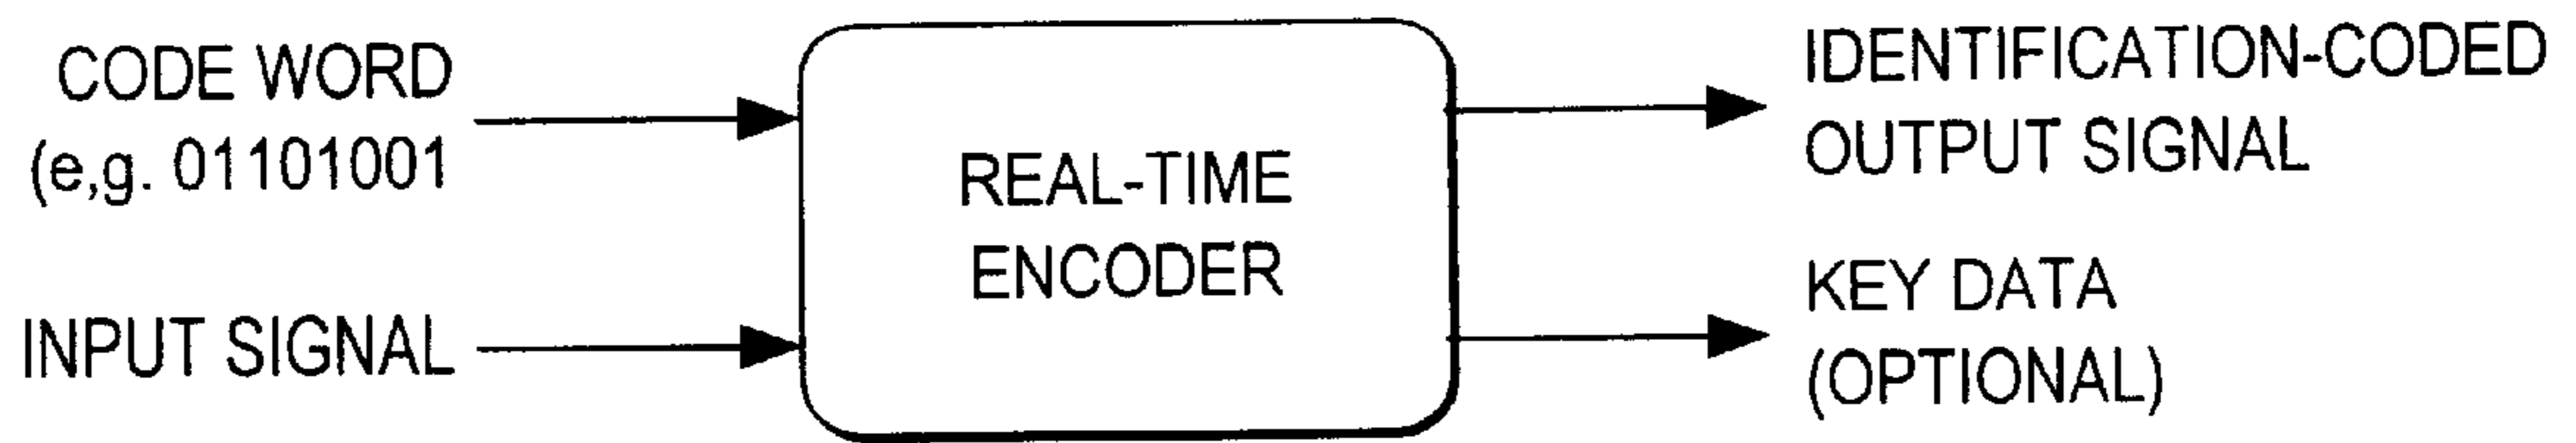 CODE WORD
(e,g. 01101001
INPUT SIGNAL
REAL-TIME
ENCODER
IDENTIFICATION-CODED
OUTPUT SIGNAL
KEY DATA
(OPTIONAL)